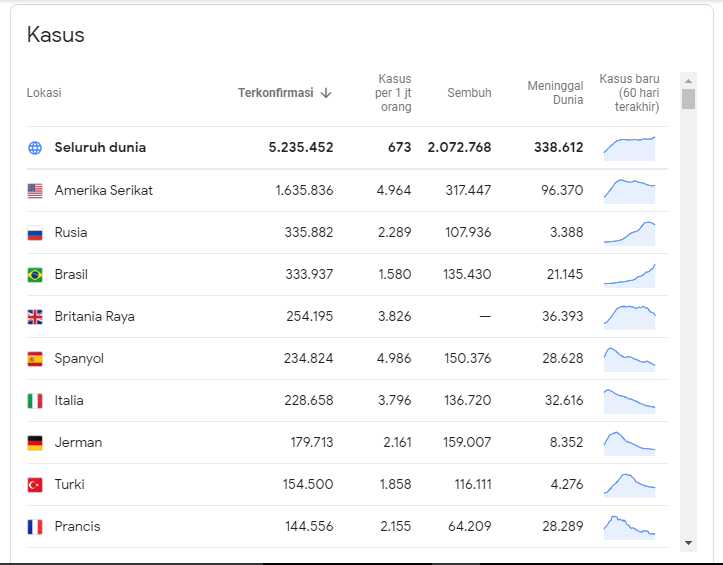 Kasus
Lokasi Terkonfirmasi Kasus per 1 jt orang Sembuh Meninggal Dunia Kasus baru (60 hari terakhir)
Seluruh dunia 5.235.452 673 2.072.768 338.612
Amerika Serikat 1.635.836 4.964 317.447 96.370
Rusia 335.882 2.289 107.936 3.388
Brasil 333.937 1.580 135.430 21.145
Britania Raya 254.195 3.826 — 36.393
Spanyol 234.824 4.986 150.376 28.628
Italia 228.658 3.796 136.720 32.616
Jerman 179.713 2.161 159.007 8.352
Turki 154.500 1.858 116.111 4.276
Prancis 144.556 2.155 64.209 28.289